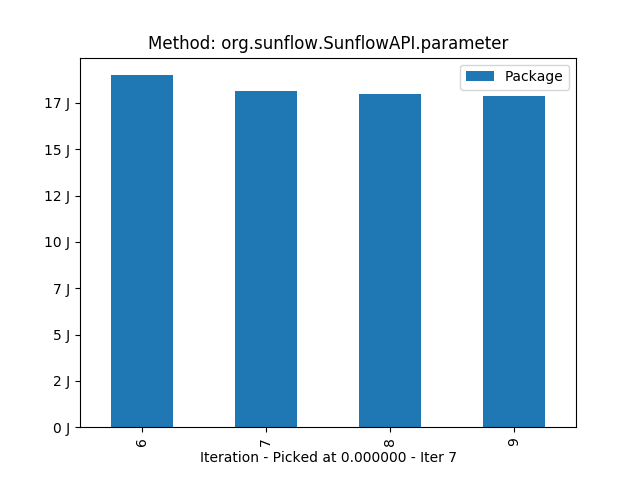 Method: org.sunflow.SunflowAPI.parameter
Package
17 J
15 J
12 J
10 J
7 J
5 J
2 J
0 J
6
7
8
9
Iteration - Picked at 0.000000 - Iter 7